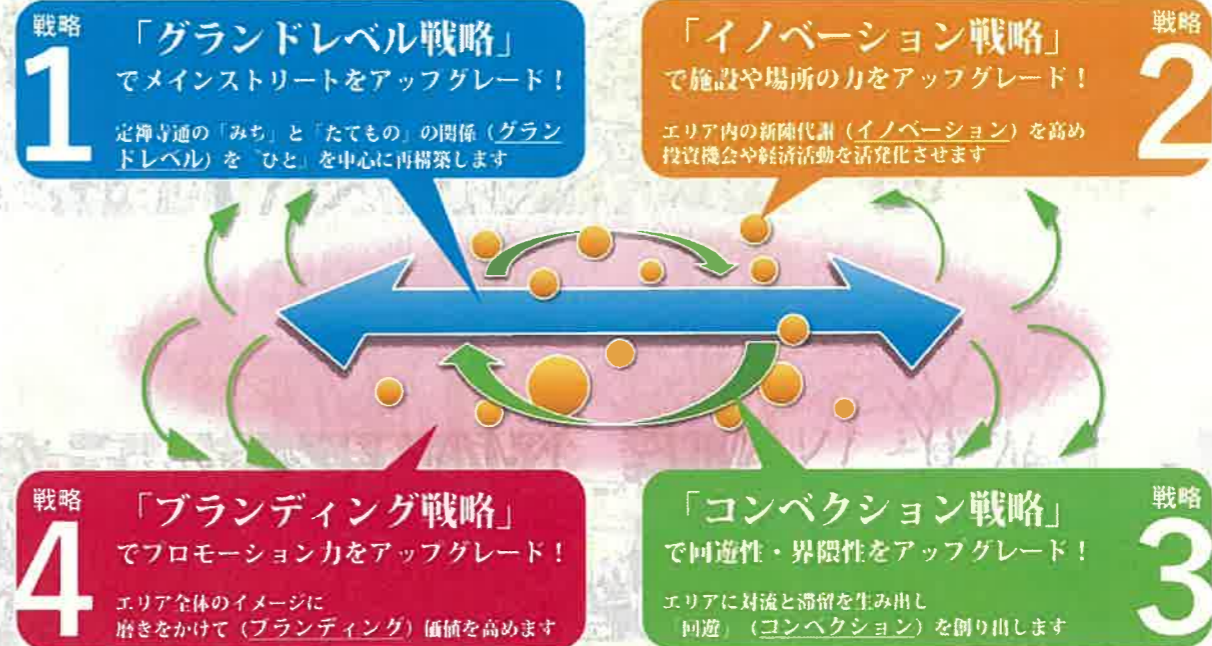 戦略
1
「グランドレベル戦略」
でメインストリートをアップグレード!
定禅寺通の「みち」と「たてもの」の関係(グラン
ドレベル)を「ひと」を中心に再構築します
戦略
2
「イノベーション戦略」
で施設や場所の力をアップグレード!
エリア内の新陳代謝(イノベーション)を高め
投資機会や経済活動を活発化させます
戦略
4
「ブランディング戦略」
でプロモーション力をアップグレード!
エリア全体のイメージに
磨きをかけて(ブランディング)価値を高めます
戦略
3
「コンベクション戦略」
で回遊性・界隈性をアップグレード!
エリアに対流と滞留を生み出し
「回遊」(コンベクション)を創り出します